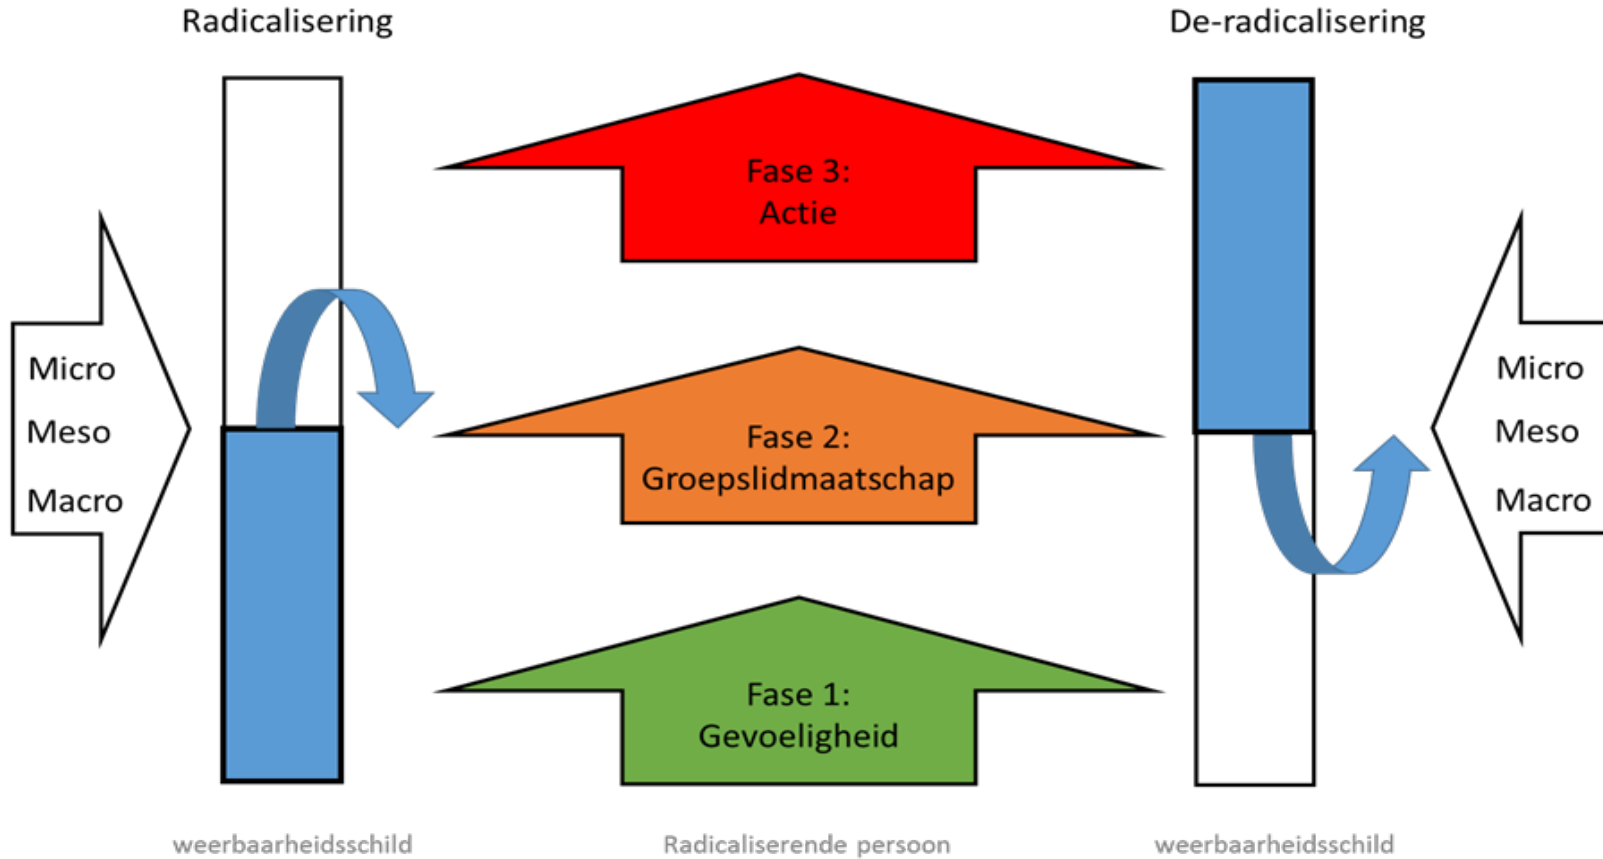 Radicalisering
De-radicalisering
Fase 3:
Actie
Micro
Meso
Macro
Fase 2:
Groepslidmaatschap
Micro
Meso
Macro
Fase 1:
Gevoeligheid
weerbaarheidsschild
Radicaliserende persoon
weerbaarheidsschild